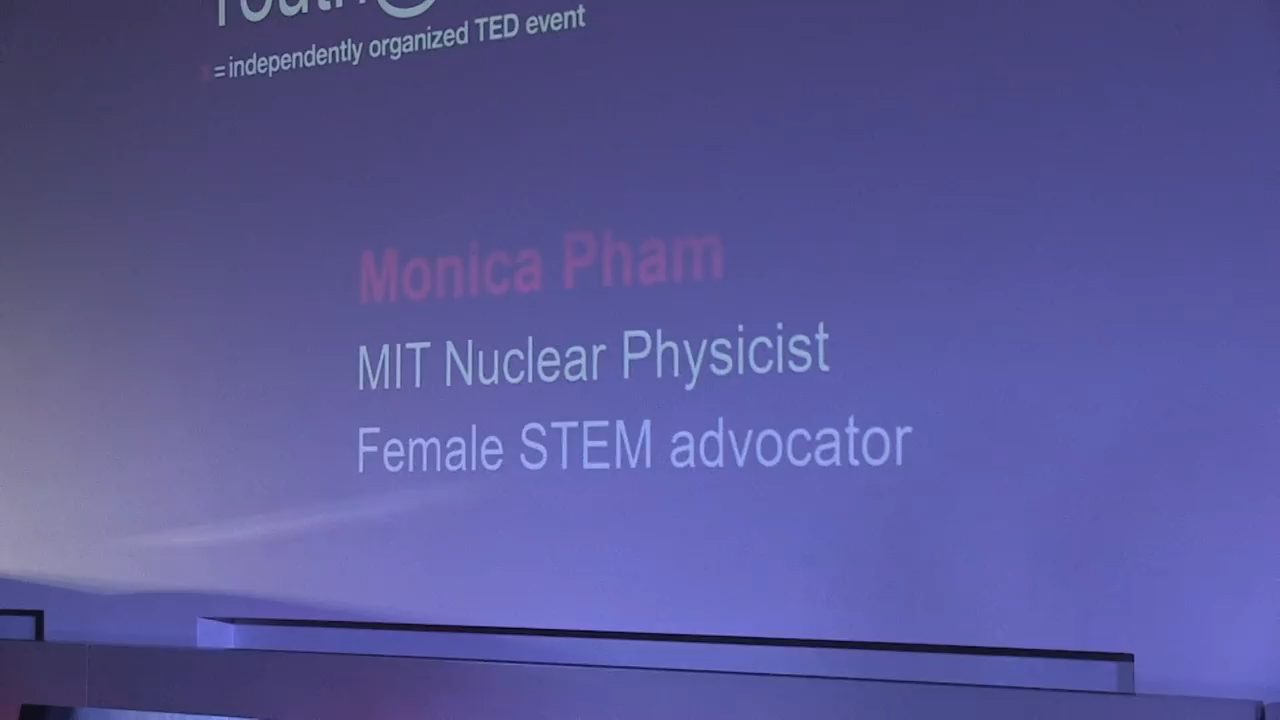 = independently organized TED event
Monica Pham
MIT Nuclear Physicist
Female STEM advocator